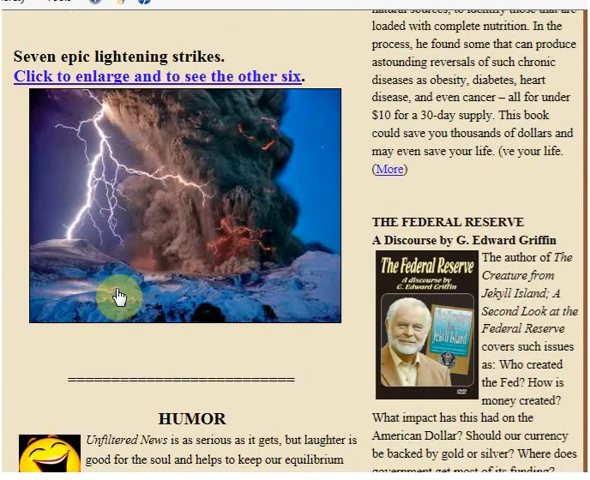 Seven epic lightening strikes.
Click to enlarge and to see the other six.
==========================
HUMOR
Unfiltered News is as serious as it gets, but laughter is
good for the soul and helps to keep our equilibrium
natural sources, to identify those that are
loaded with complete nutrition. In the
process, he found some that can produce
astounding reversals of such chronic
diseases as obesity, diabetes, heart
disease, and even cancer – all for under
$10 for a 30-day supply. This book
could save you thousands of dollars and
may even save your life. (ve your life.
(More)
THE FEDERAL RESERVE
A Discourse by G. Edward Griffin
The Federal Reserve
A discourse by
G. Edward Griffin
Jekyll Island
DVD
The author of The
Creature from
Jekyll Island; A
Second Look at the
Federal Reserve
covers such issues
as: Who created
the Fed? How is
money created?
What impact has this had on the
American Dollar? Should our currency
be backed by gold or silver? Where does
government get most of its funding?